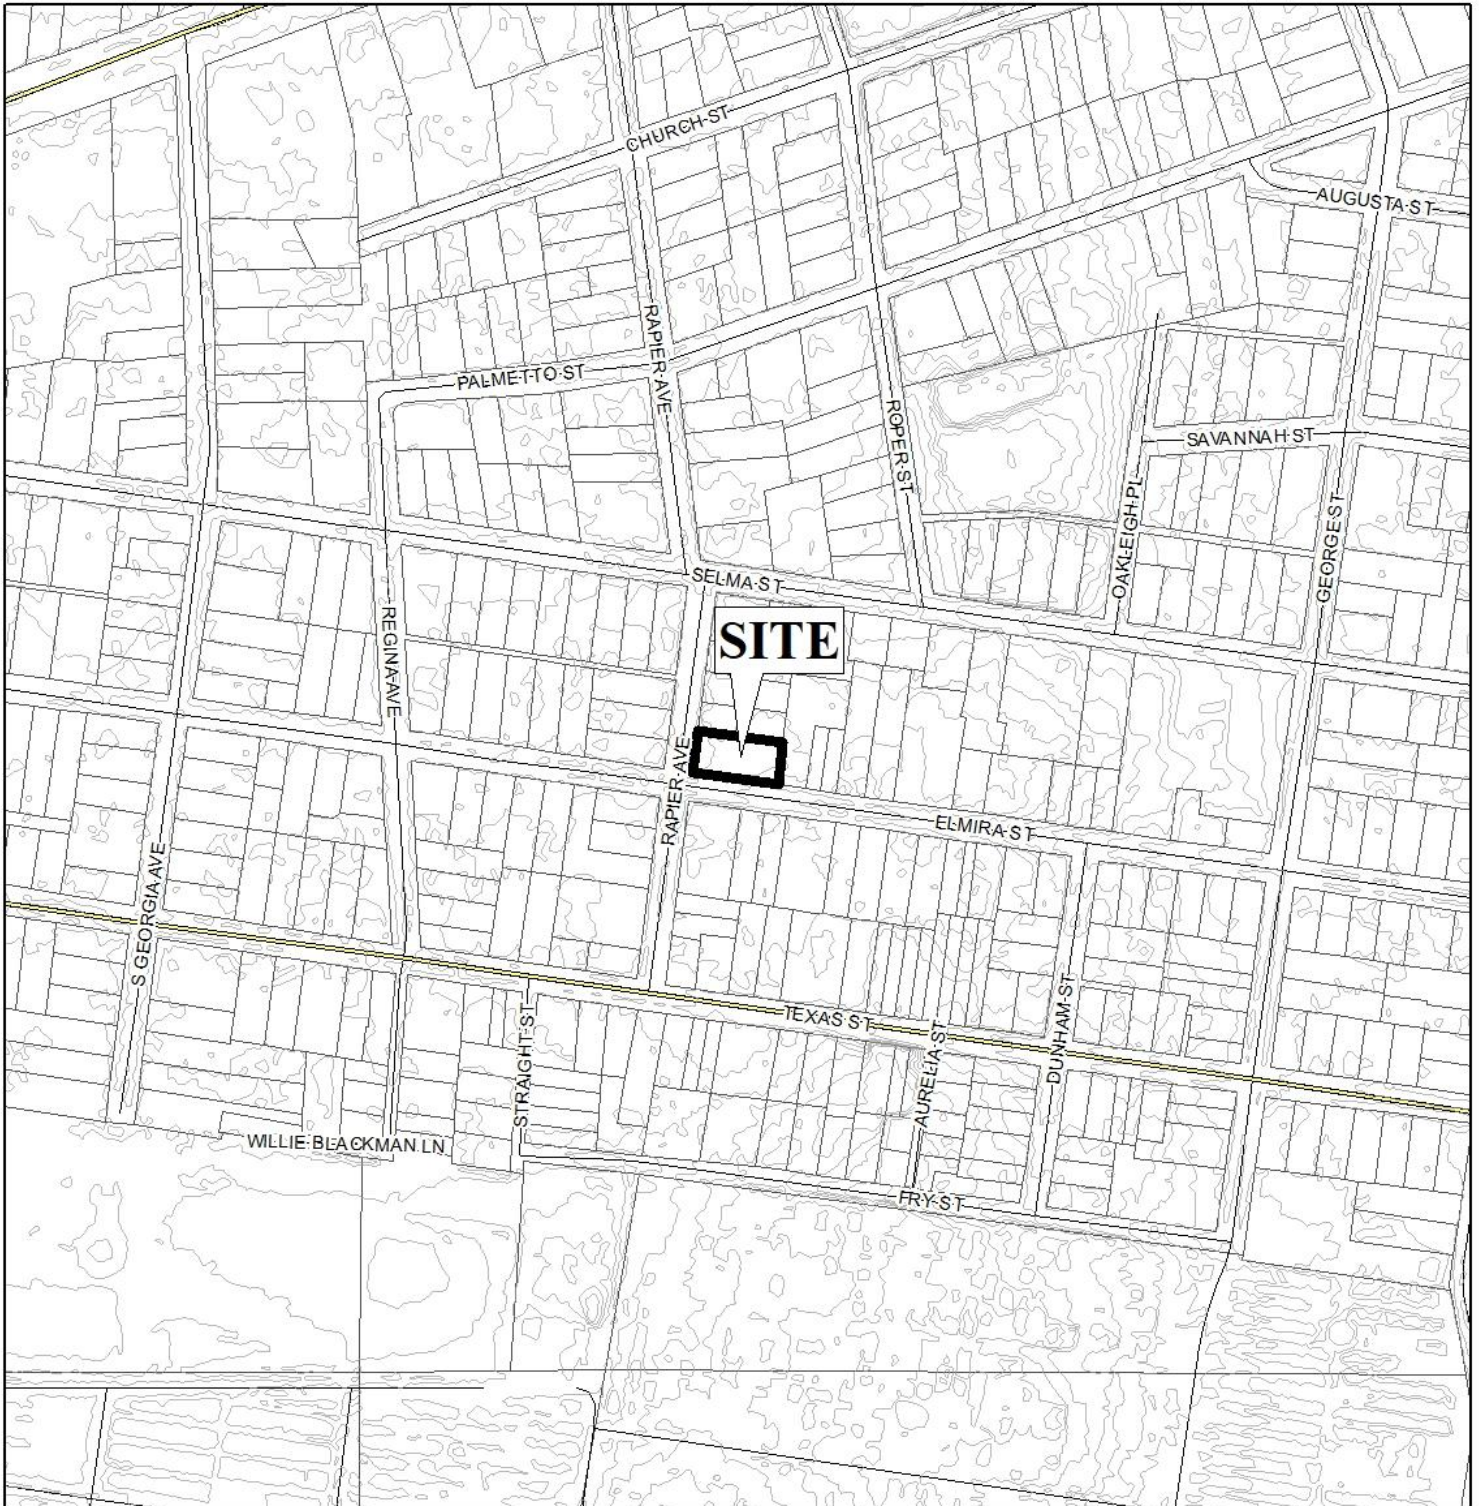 CHURCH ST
AUGUSTA ST
RAPIER AVE
PALMETTO ST
ROPER ST
SAVANNAH ST
OAKLEIGH PL
GEORGE ST
SELMA ST
REGINA AVE
SITE
RAPIER AVE
ELMIRA ST
S GEORGIA AVE
TEXAS ST
STRAIGHT ST
AURELIA ST
DUNHAM ST
WILLIE BLACKMAN LN
FRY ST